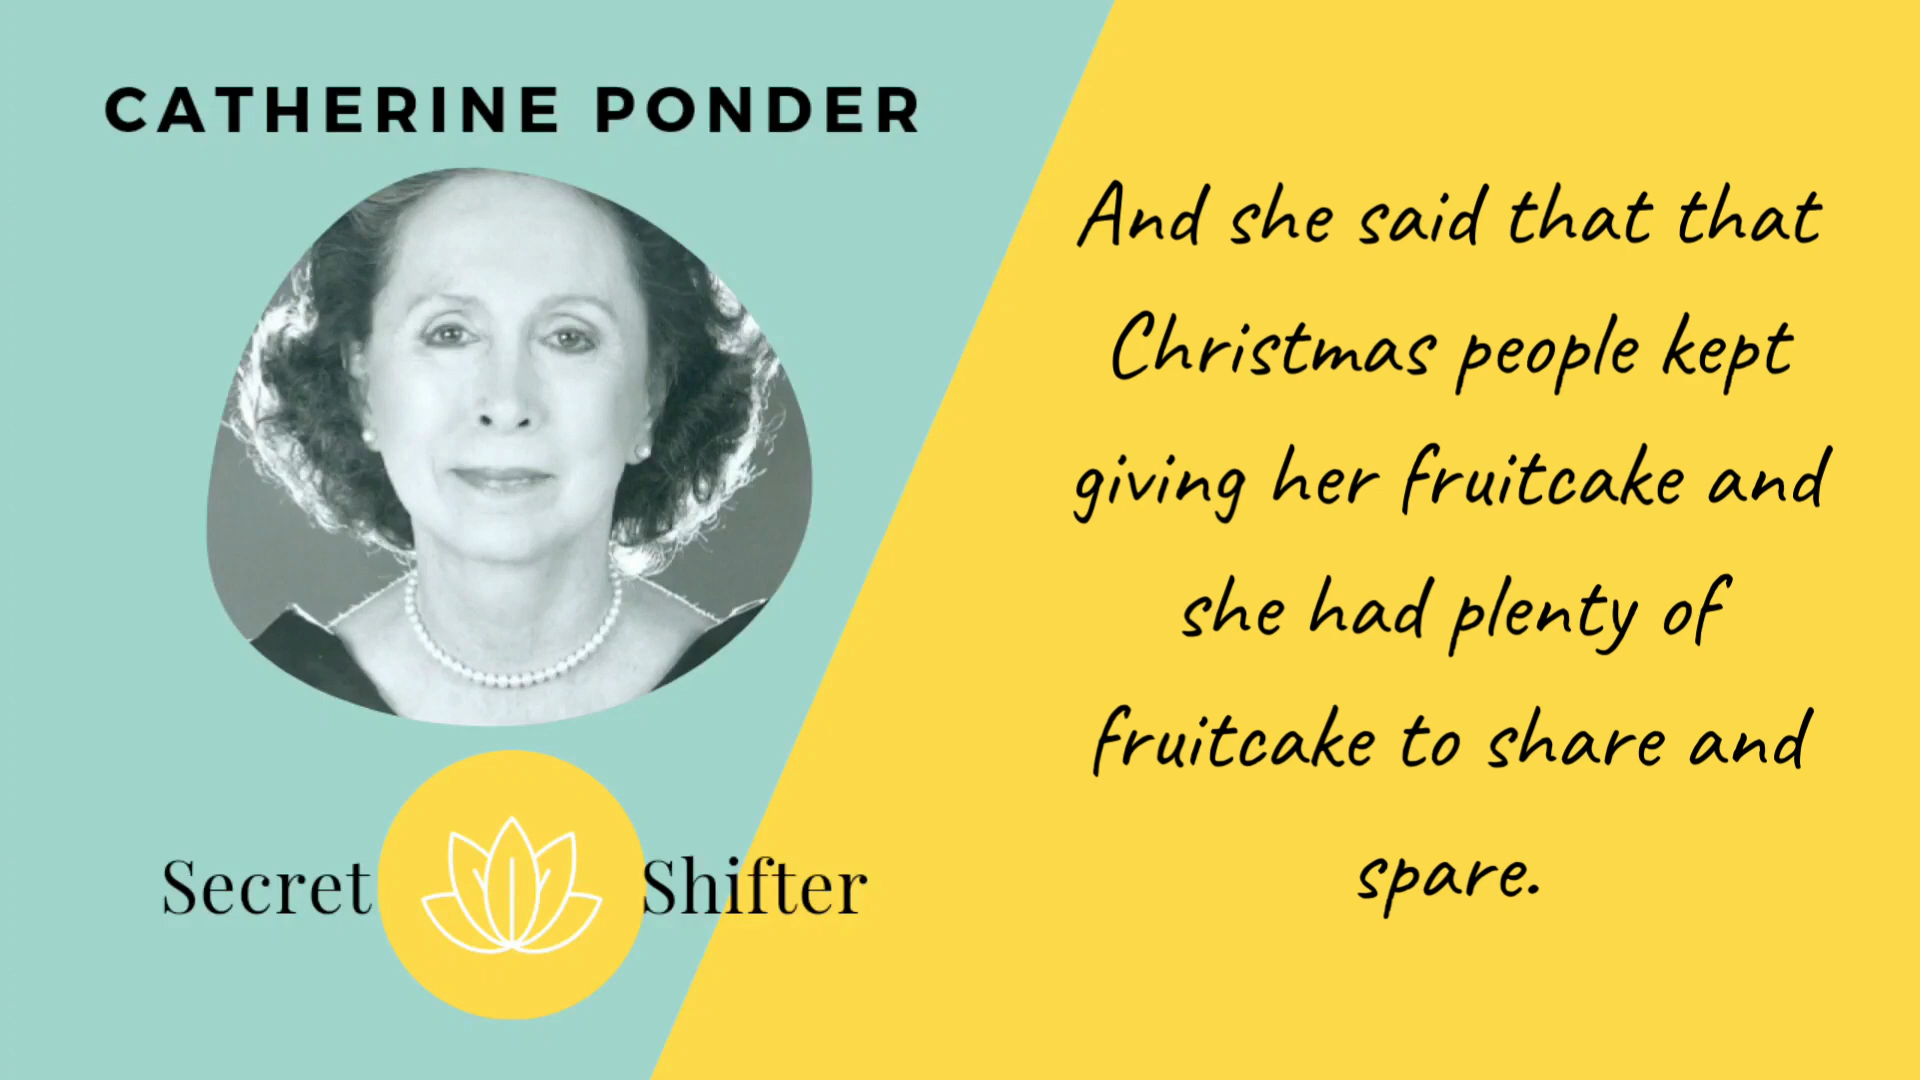 CATHERINE PONDER
And she said that that
Christmas people kept
giving her fruitcake and
she had plenty of
fruitcake to share and
spare.
Secret Shifter